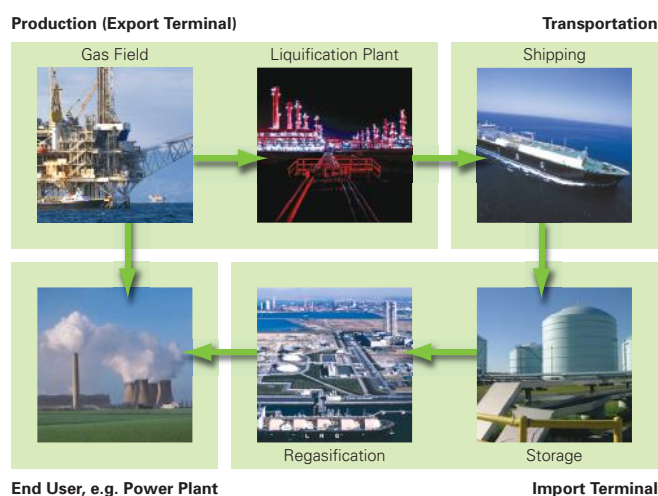 Production (Export Terminal)
Transportation
Gas Field
Liquification Plant
Shipping
L N G
Regasification
Storage
End User, e.g. Power Plant
Import Terminal